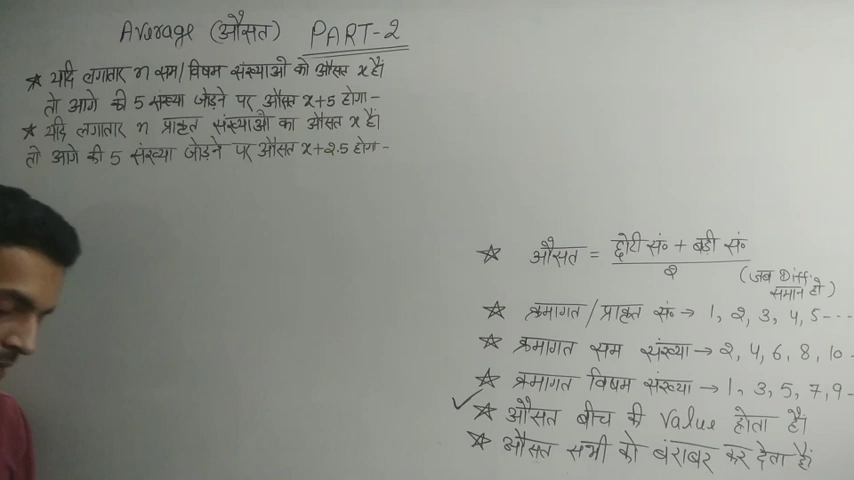 Average (औसत) PART-2
★ यदि लगातार n सम/विषम संख्याओ को औसत x है।
तो आगे की 5 संख्या जोड़ने पर औसत x+5 होगा-
★ यदि लगातार n प्राकृत संख्याओ का औसत x है।
तो आगे की 5 संख्या जोड़ने पर औसत x+2.5 होगा-
★ औसत = छोटी सं० + बड़ी सं०
2
(जब Diff. समान हो)
★ क्रमागत/प्राकृत सं० → 1, 2, 3, 4, 5----
★ क्रमागत सम संख्या → 2, 4, 6, 8, 10-
★ क्रमागत विषम संख्या → 1, 3, 5, 7, 9-
✓★ औसत बीच की Value होता है।
★ औसत सभी को बराबर कर देता है।